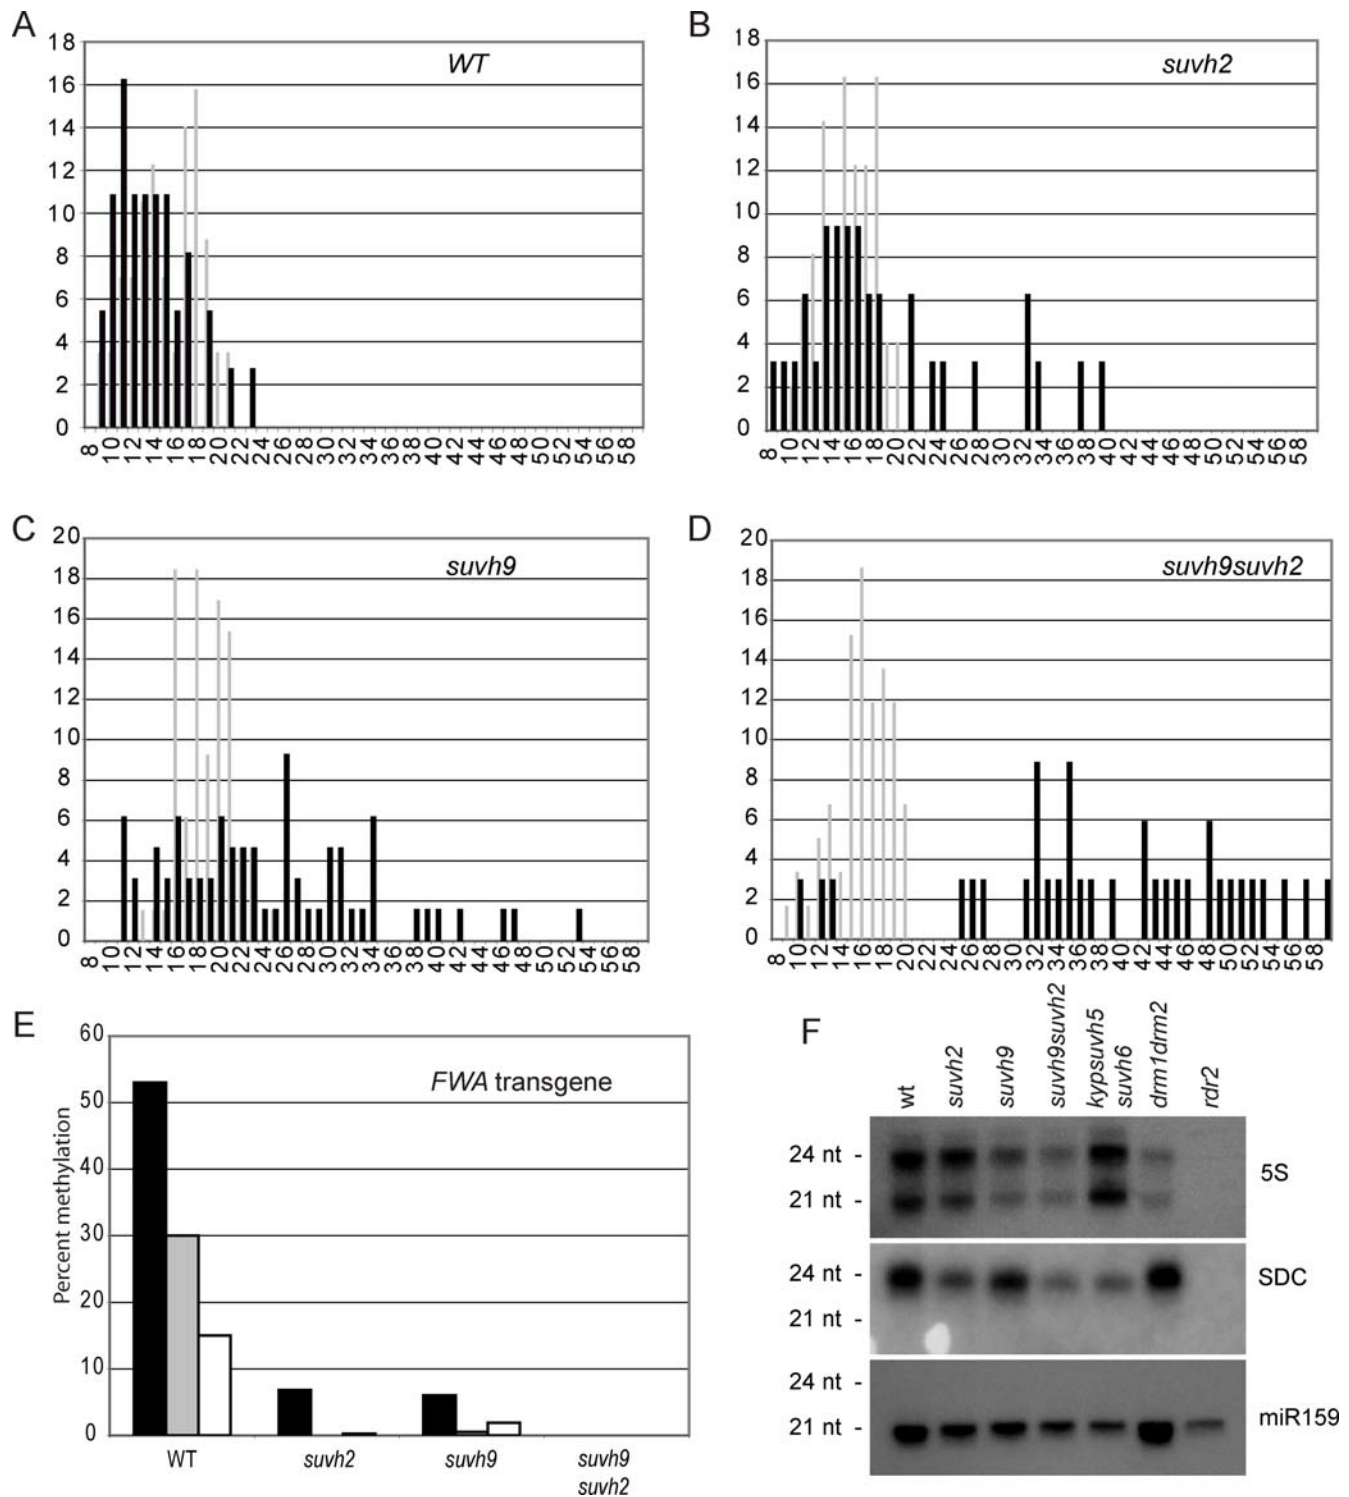 A
WT
18
16
14
12
10
8
6
4
2
0
8 10 12 14 16 18 20 22 24 26 28 30 32 34 36 38 40 42 44 46 48 50 52 54 56 58
B
suvh2
18
16
14
12
10
8
6
4
2
0
8 10 12 14 16 18 20 22 24 26 28 30 32 34 36 38 40 42 44 46 48 50 52 54 56 58
C
suvh9
20
18
16
14
12
10
8
6
4
2
0
8 10 12 14 16 18 20 22 24 26 28 30 32 34 36 38 40 42 44 46 48 50 52 54 56 58
D
suvh9suvh2
20
18
16
14
12
10
8
6
4
2
0
8 10 12 14 16 18 20 22 24 26 28 30 32 34 36 38 40 42 44 46 48 50 52 54 56 58
E
FWA transgene
Percent methylation
60
50
40
30
20
10
0
WT suvh2 suvh9 suvh9
suvh2
F
wt suvh2 suvh9 suvh9suvh2 kypsuvh5 drm1drm2 rdr2
suvh6
24 nt -
5S
21 nt -
24 nt -
SDC
21 nt -
24 nt -
miR159
21 nt -